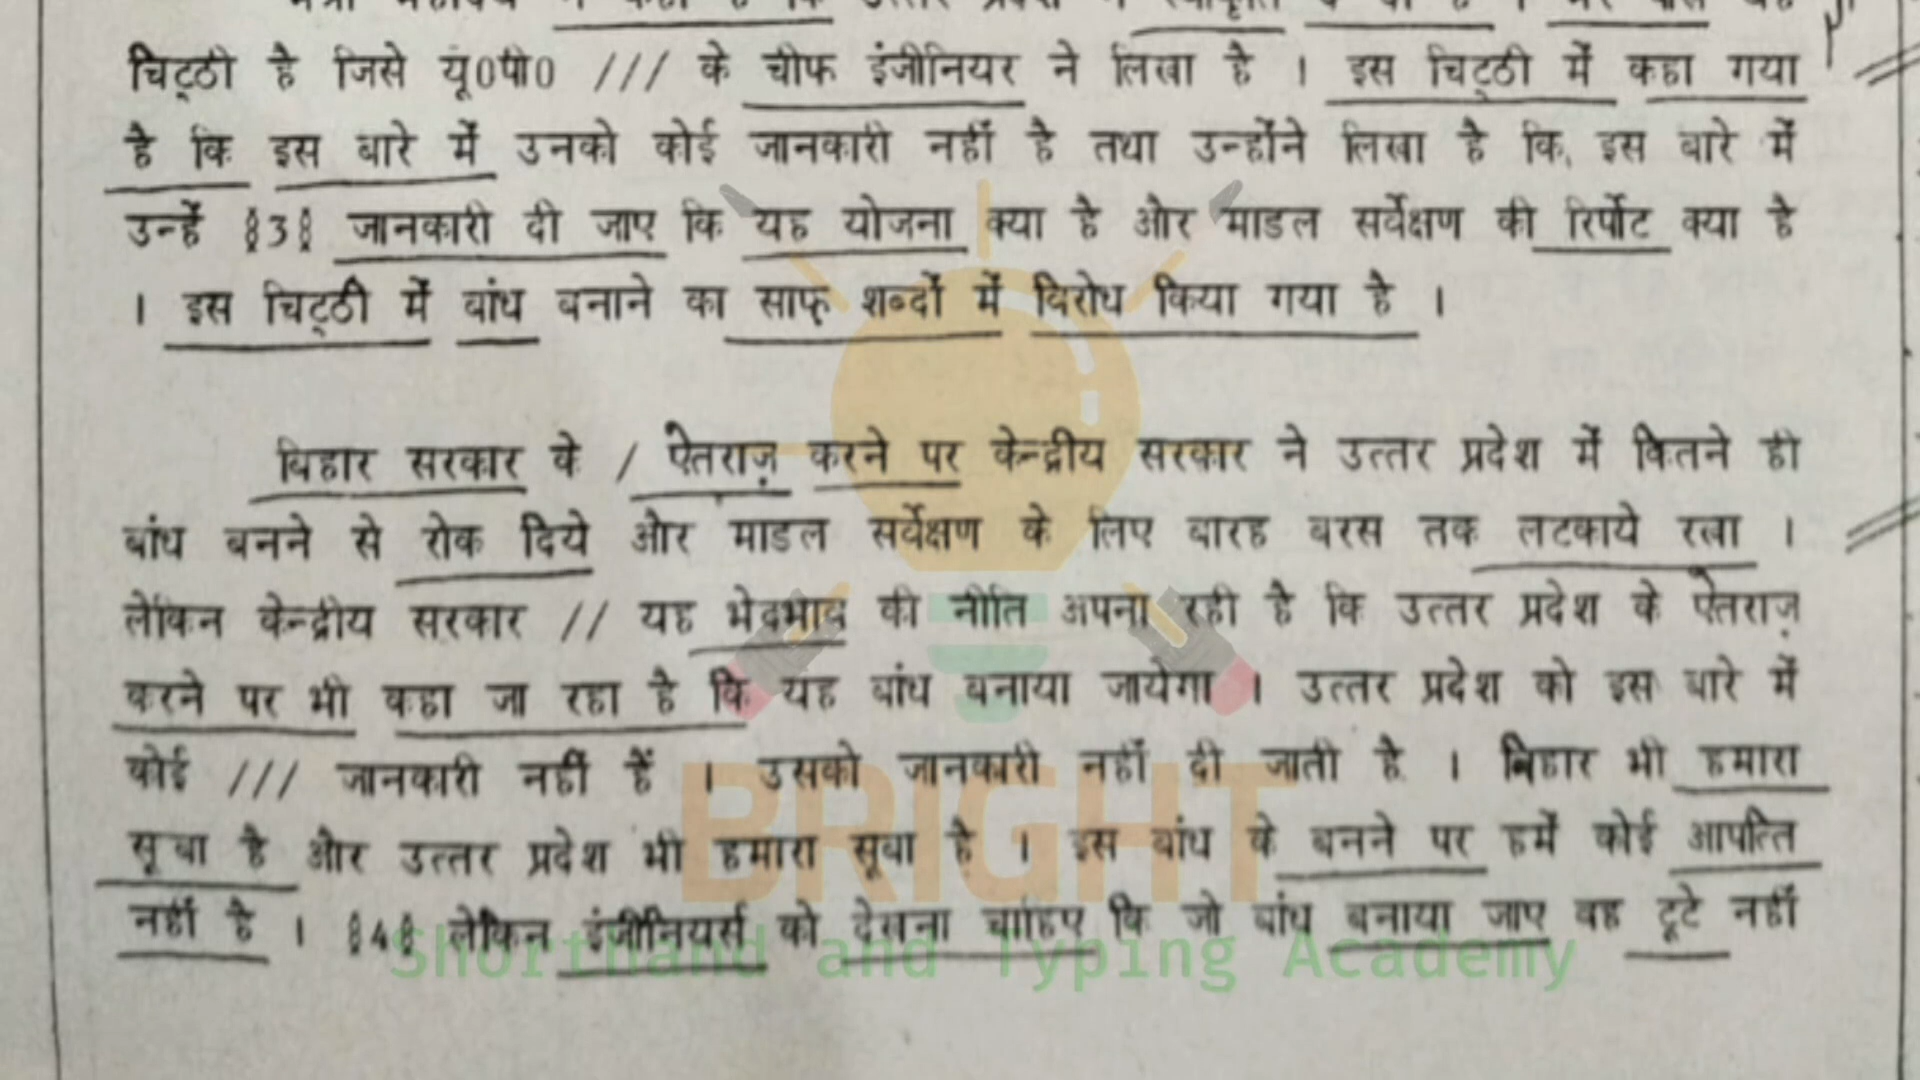 चिट्ठी है जिसे यू0पी0 /// के चीफ इंजीनियर ने लिखा है । इस चिट्ठी में कहा गया
है कि इस बारे में उनको कोई जानकारी नहीं है तथा उन्होंने लिखा है कि इस बारे में
उन्हें §3§ जानकारी दी जाए कि यह योजना क्या है और माडल सर्वेक्षण की रिर्पोट क्या है
। इस चिट्ठी में बांध बनाने का साफ़ शब्दों में विरोध किया गया है ।
बिहार सरकार के / ऐतराज़ करने पर केन्द्रीय सरकार ने उत्तर प्रदेश में कितने ही
बांध बनने से रोक दिये और माडल सर्वेक्षण के लिए बारह बरस तक लटकाये रखा ।
लेकिन केन्द्रीय सरकार // यह भेदभाव की नीति अपना रही है कि उत्तर प्रदेश के ऐतराज़
करने पर भी कहा जा रहा है कि यह बांध बनाया जायेगा । उत्तर प्रदेश को इस बारे में
कोई /// जानकारी नहीं हैं । उसको जानकारी नहीं दी जाती है । बिहार भी हमारा
सूबा है और उत्तर प्रदेश भी हमारा सूबा है । इस बांध के बनने पर हमें कोई आपत्ति
नहीं है । §4§ लेकिन इंजीनियर्स को देखना चाहिए कि जो बांध बनाया जाए वह टूटे नहीं
BRIGHT
Shorthand and Typing Academy